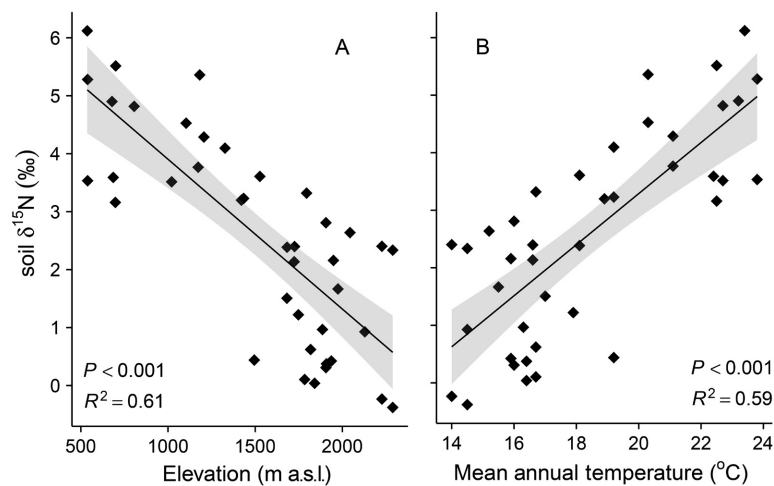 A
B
soil δ¹⁵N (‰)
6
5
4
3
2
1
0
P < 0.001
R² = 0.61
P < 0.001
R² = 0.59
500 1000 1500 2000
14 16 18 20 22 24
Elevation (m a.s.l.)
Mean annual temperature (°C)